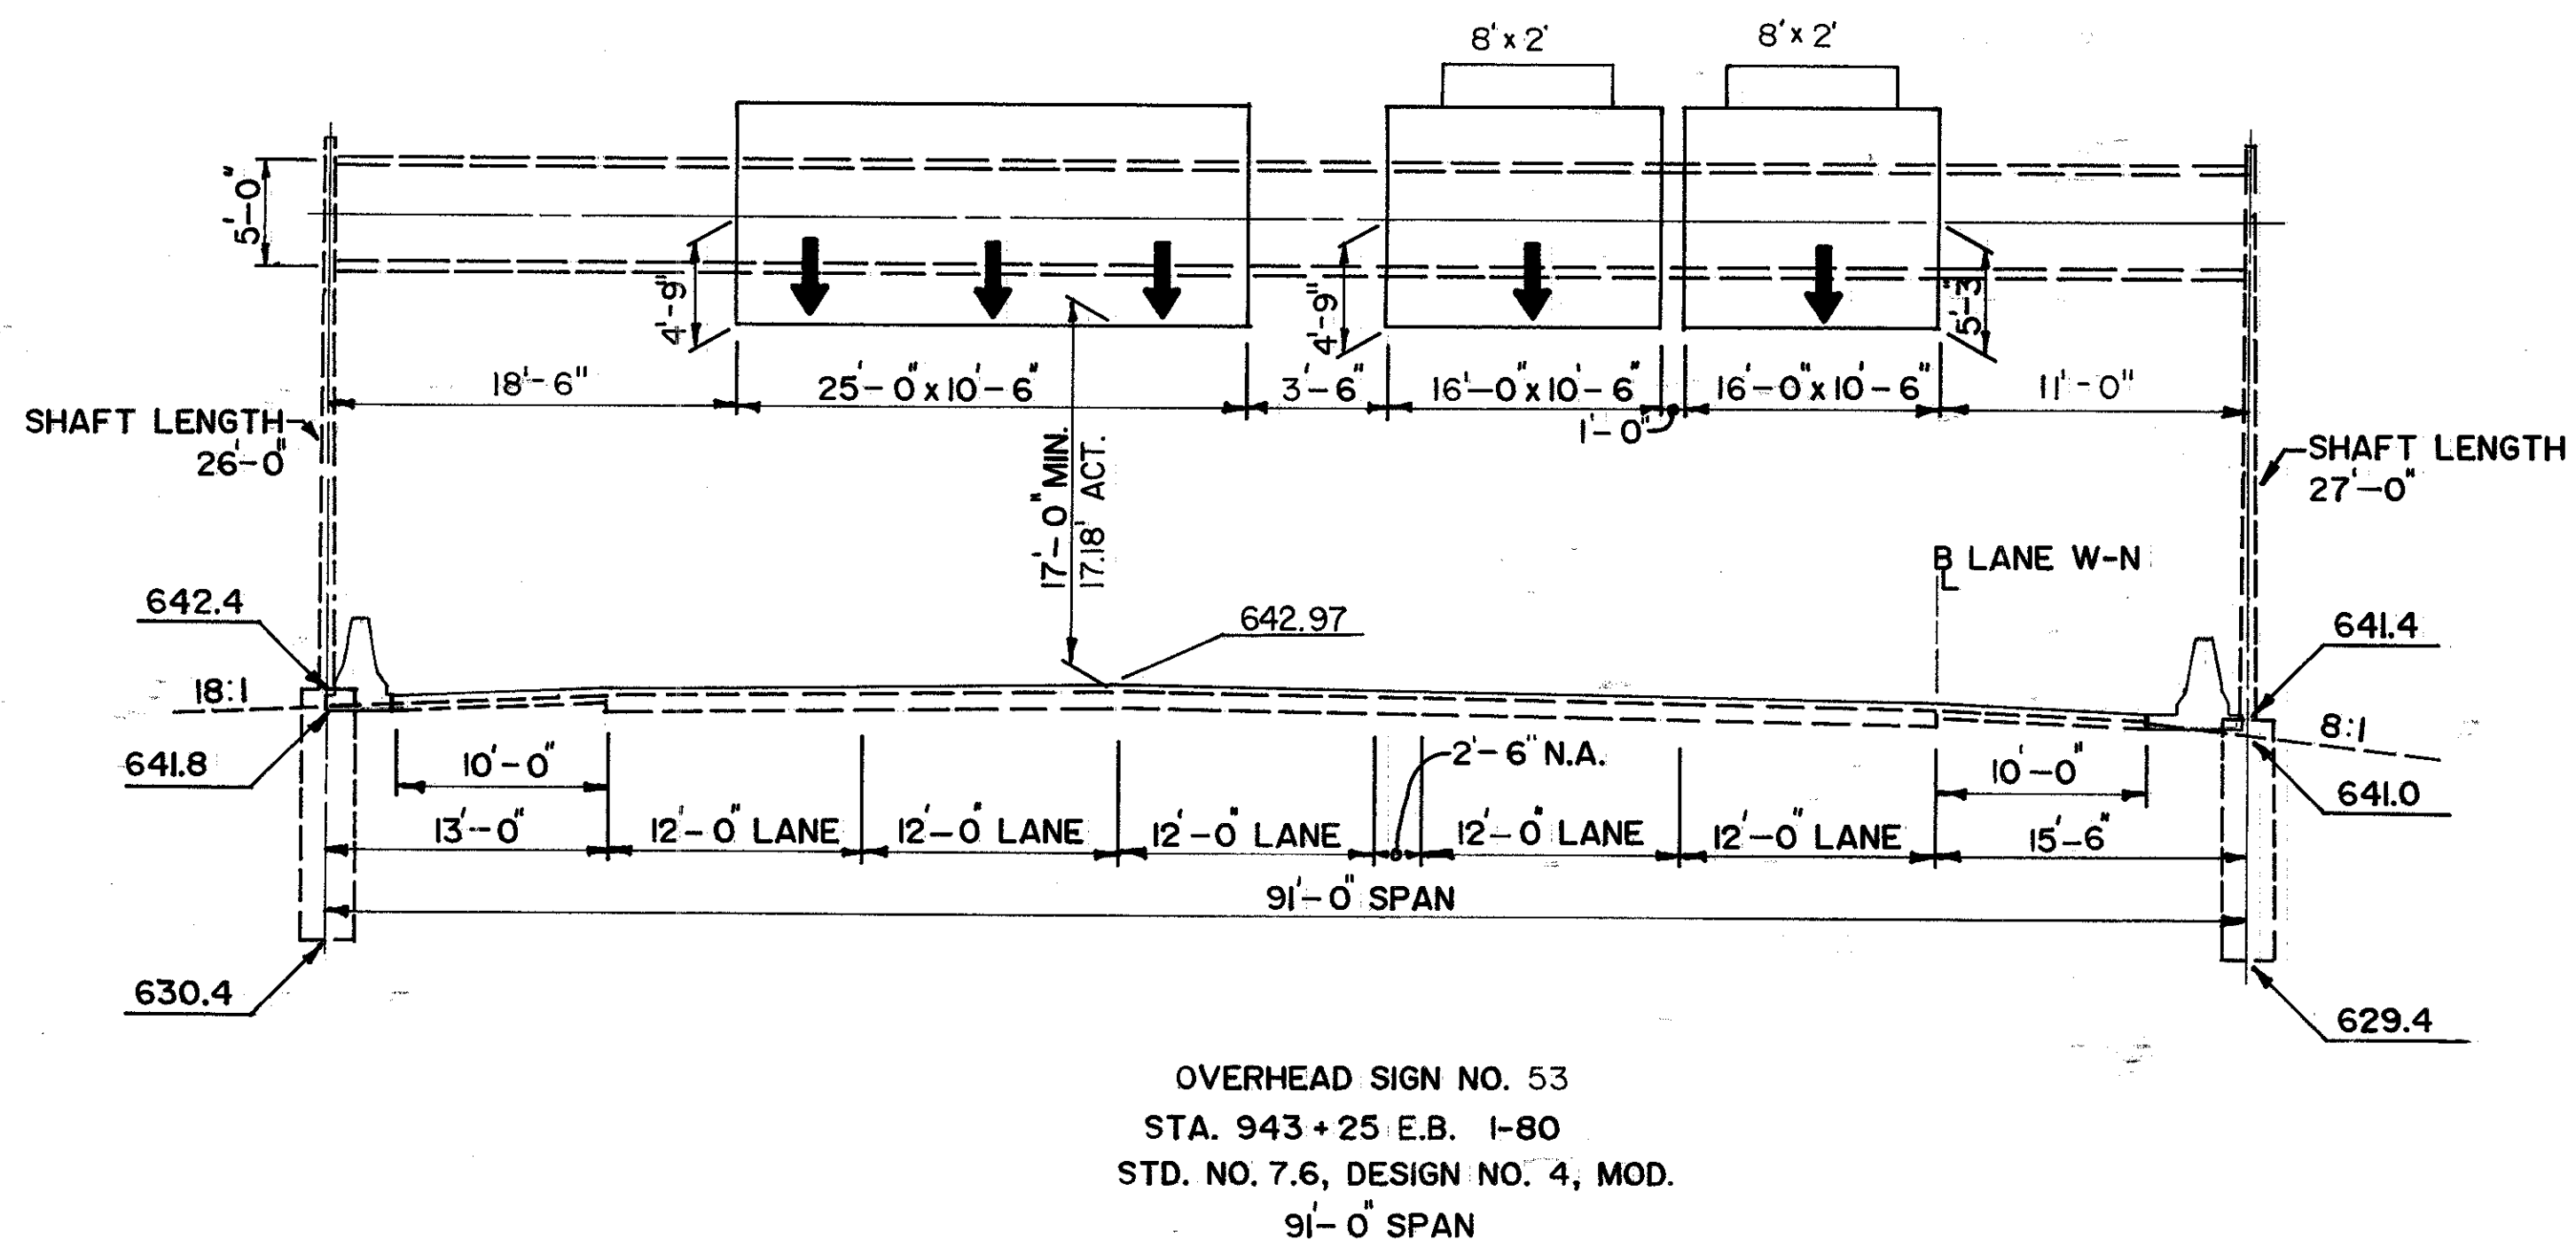 8'x2'
8'x2'
5'-0"
4'-9"
4'-9"
5'-3"
18'-6"
25'-0"x10'-6"
3'-6"
16'-0"x10'-6"
1'-0"
16'-0"x10'-6"
11'-0"
SHAFT LENGTH
26'-0"
SHAFT LENGTH
27'-0"
17'-0" MIN.
17.18' ACT.
B LANE W-N
L
642.4
642.97
641.4
18:1
8:1
641.8
641.0
10'-0"
2'-6" N.A.
10'-0"
13'-0"
12'-0" LANE
12'-0" LANE
12'-0" LANE
12'-0" LANE
12'-0" LANE
15'-6"
91'-0" SPAN
630.4
629.4
OVERHEAD SIGN NO. 53
STA. 943+25 E.B. I-80
STD. NO. 7.6, DESIGN NO. 4, MOD.
91'-0" SPAN